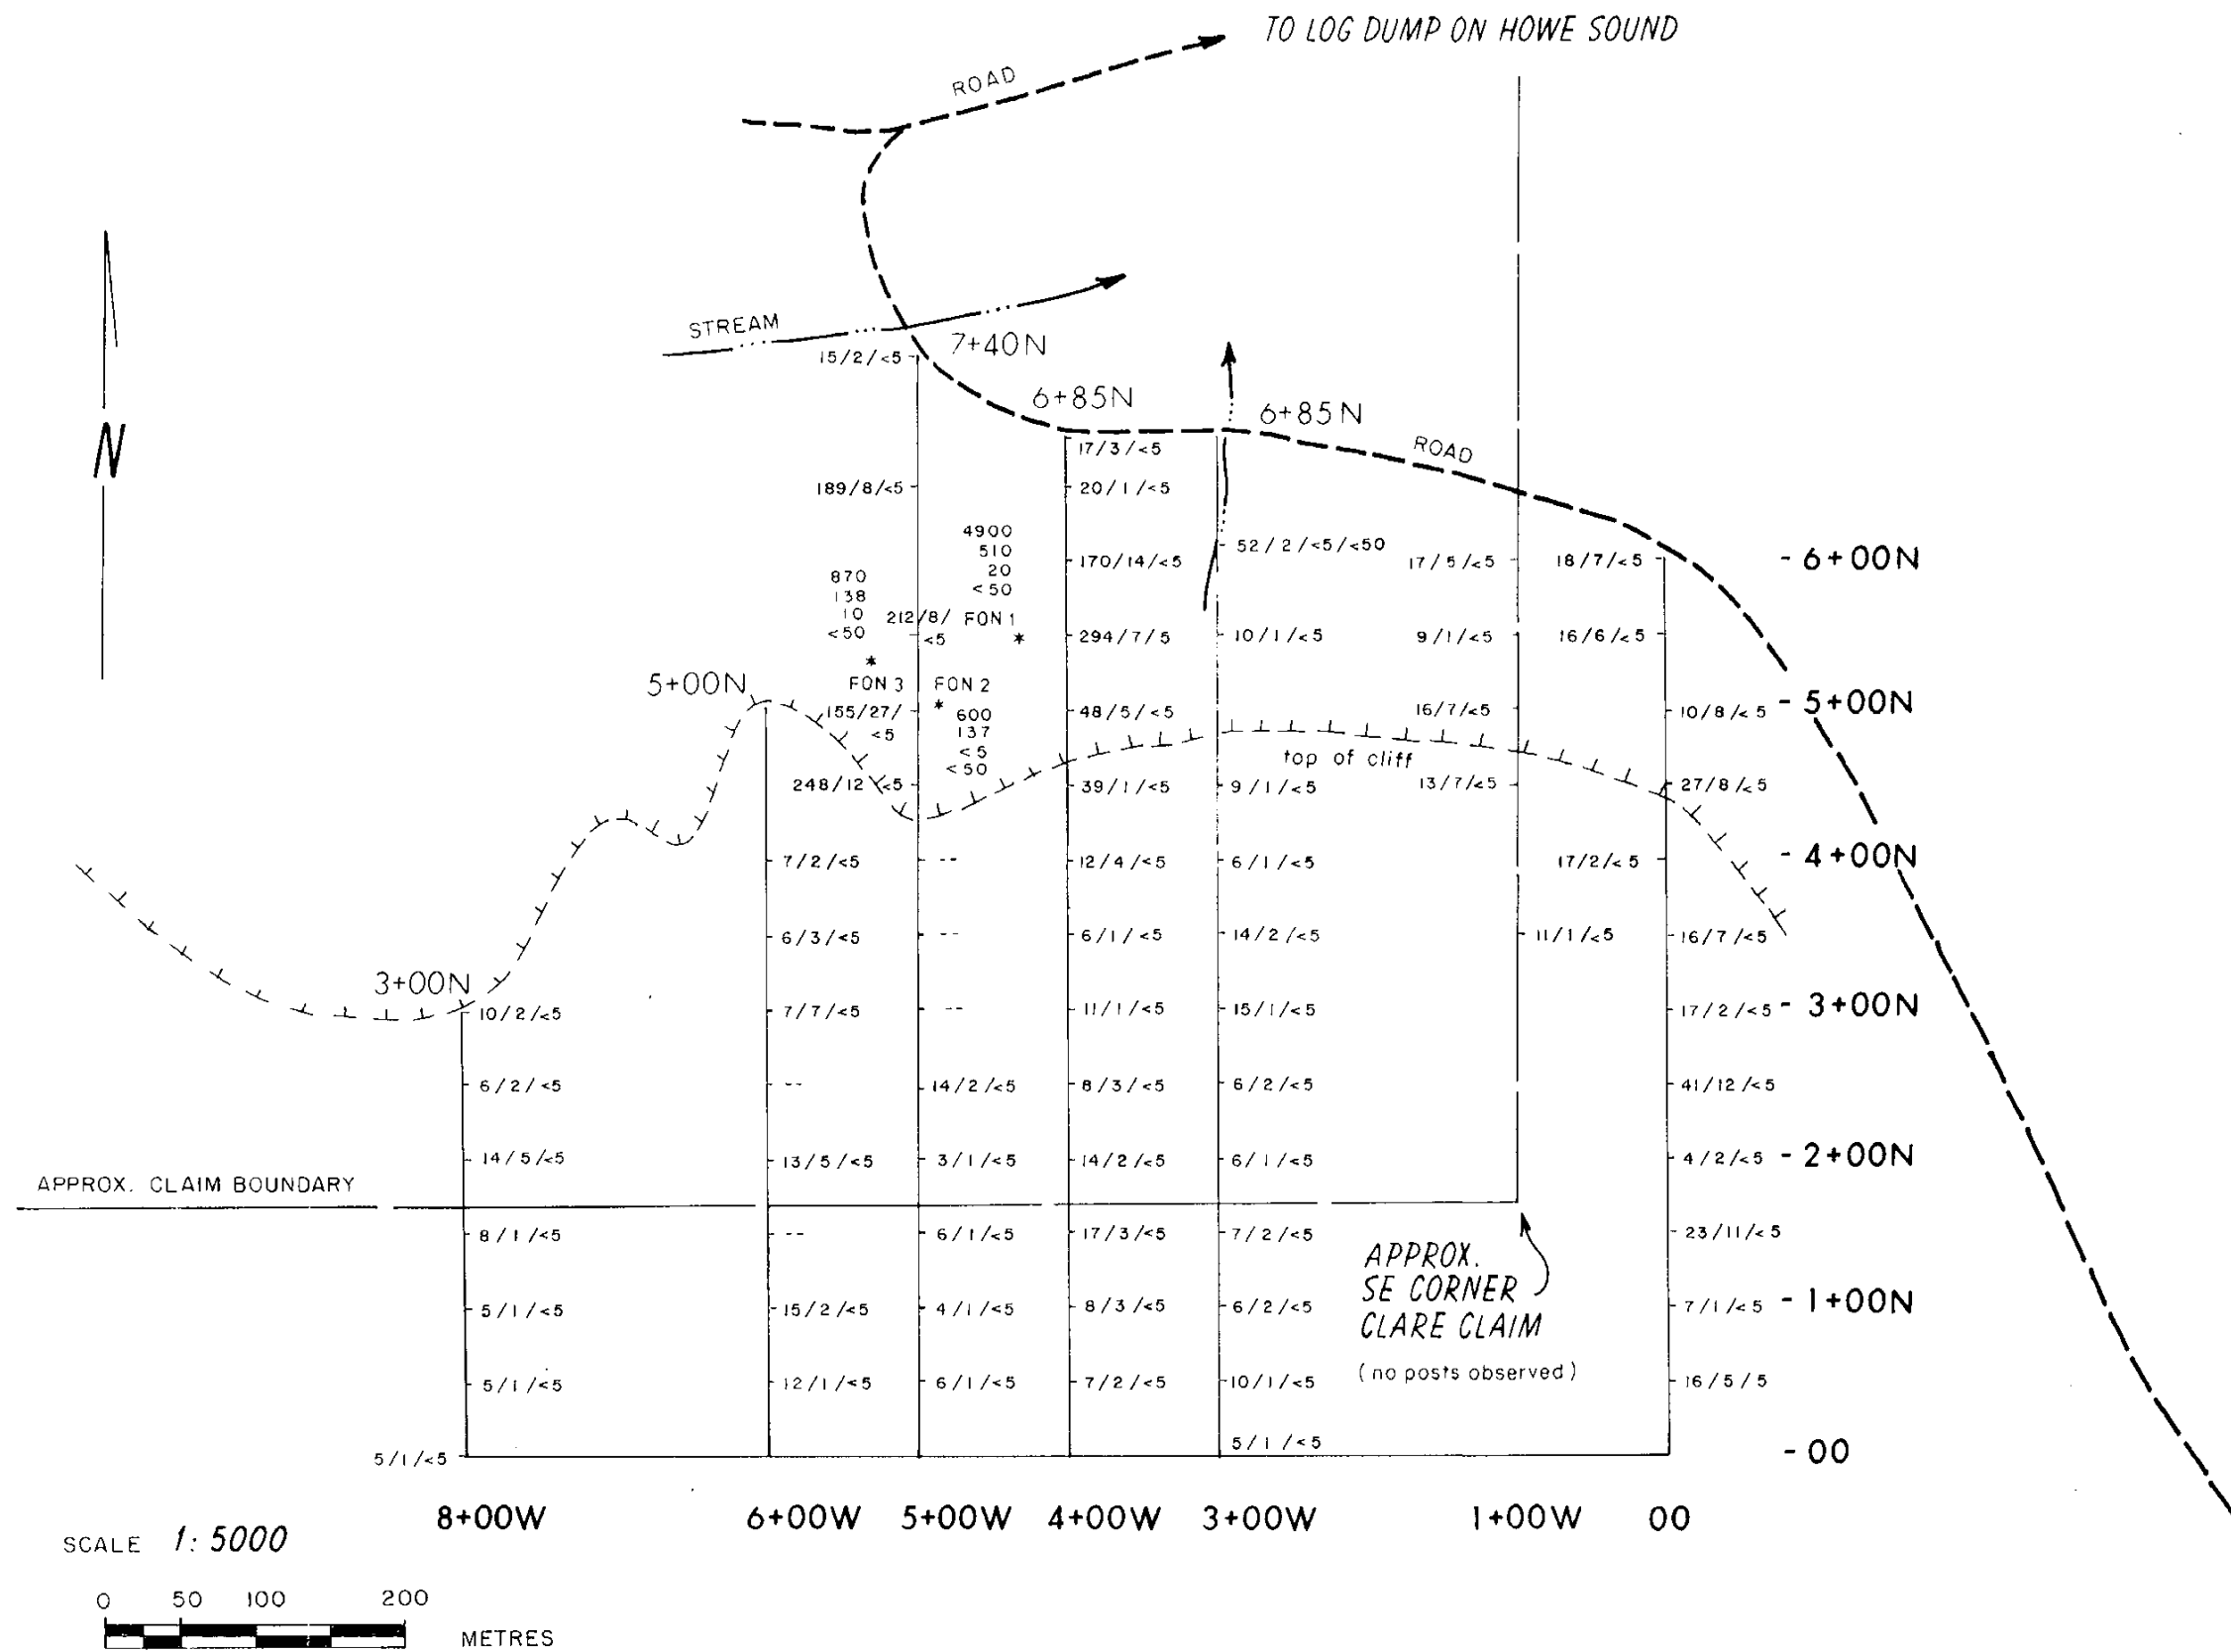 TO LOG DUMP ON HOWE SOUND
ROAD
STREAM
7+40N
15/2/<5
6+85N
6+85N
ROAD
17/3/<5
189/8/<5
20/1/<5
4900
510
20
<50
52/2/<5/<50
170/14/<5
17/5/<5
18/7/<5
- 6+00N
870
138
10
<50
212/8/
<5
FON 1
*
294/7/5
10/1/<5
9/1/<5
16/6/<5
N
*
FON 3
FON 2
*
5+00N
155/27/
<5
600
137
<5
<50
48/5/<5
16/7/<5
10/8/<5
- 5+00N
top of cliff
248/12/<5
39/1/<5
9/1/<5
13/7/<5
27/8/<5
7/2/<5
--
12/4/<5
6/1/<5
17/2/<5
- 4+00N
6/3/<5
--
6/1/<5
14/2/<5
11/1/<5
16/7/<5
3+00N
10/2/<5
7/7/<5
--
11/1/<5
15/1/<5
17/2/<5
- 3+00N
6/2/<5
--
14/2/<5
8/3/<5
6/2/<5
41/12/<5
14/5/<5
13/5/<5
3/1/<5
14/2/<5
6/1/<5
4/2/<5
- 2+00N
APPROX. CLAIM BOUNDARY
8/1/<5
--
6/1/<5
17/3/<5
7/2/<5
23/11/<5
APPROX.
SE CORNER
CLARE CLAIM
(no posts observed)
5/1/<5
15/2/<5
4/1/<5
8/3/<5
6/2/<5
7/1/<5
- 1+00N
5/1/<5
12/1/<5
6/1/<5
7/2/<5
10/1/<5
16/5/5
5/1/<5
5/1/<5
- 00
8+00W
6+00W
5+00W
4+00W
3+00W
1+00W
00
SCALE 1:5000
0 50 100 200
METRES